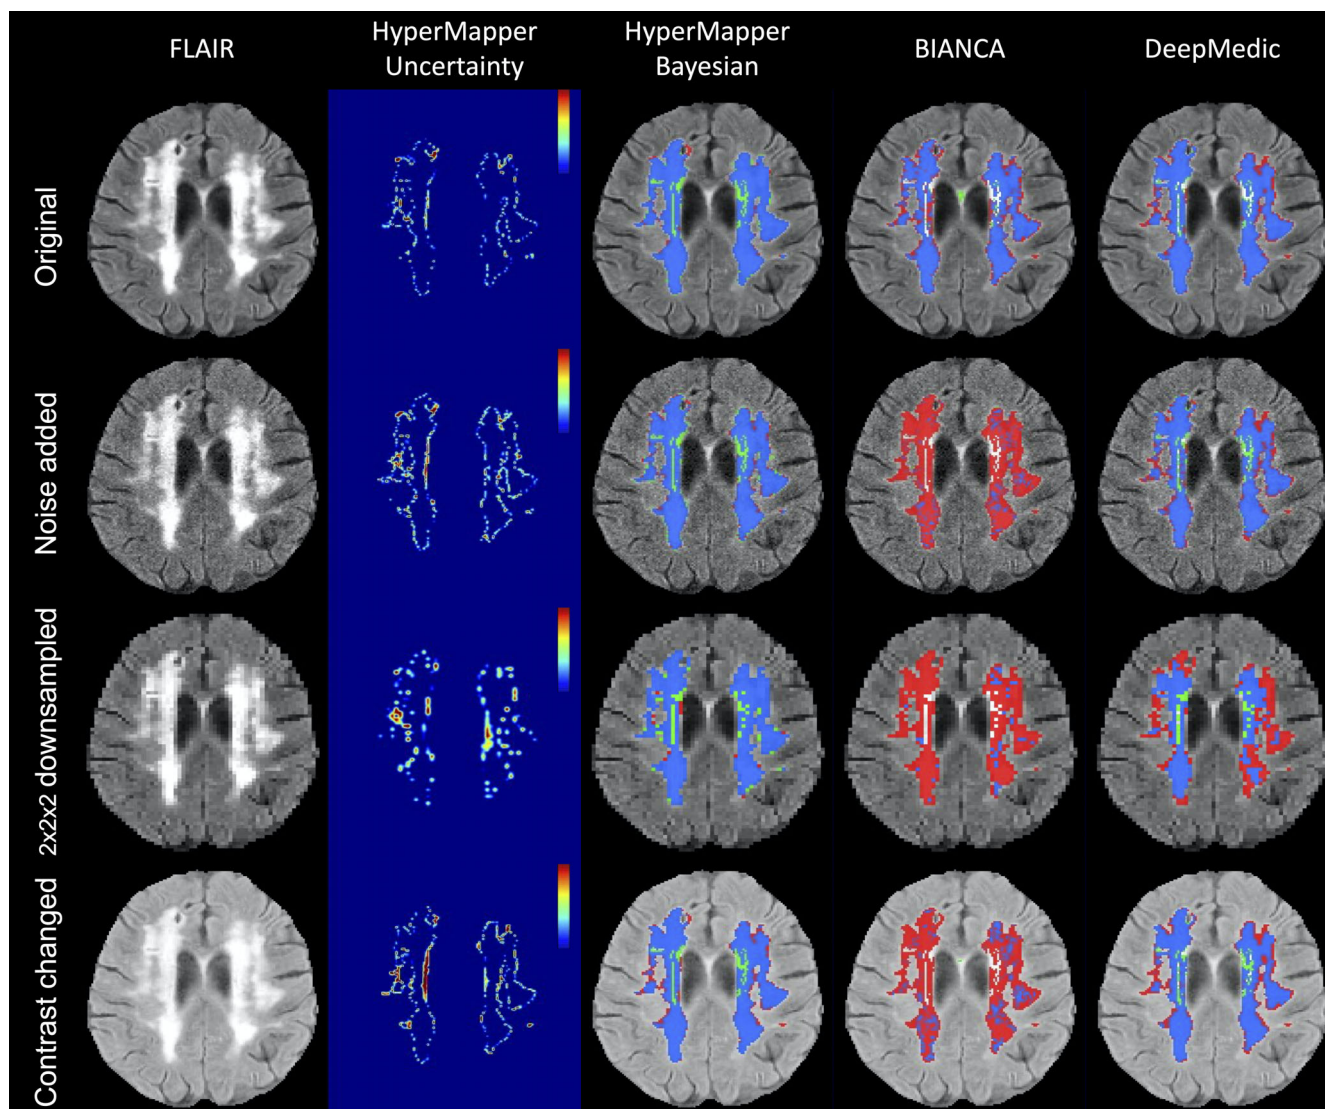 FLAIR
HyperMapper
Uncertainty
HyperMapper
Bayesian
BIANCA
DeepMedic
Original
Noise added
2x2x2 downsampled
Contrast changed